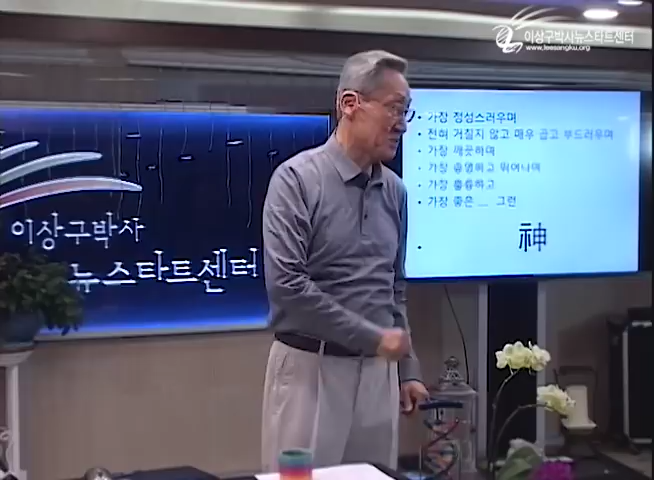 이상구박사뉴스타트센터
www.leesangku.org
• 가장 정성스러우며
• 전혀 거칠지 않고 매우 곱고 부드러우며
• 가장 깨끗하며
• 가장 총명하고 뛰어나며
• 가장 훌륭하고
• 가장 좋은 ... 그런
• 神
이상구박사
뉴스타트센터